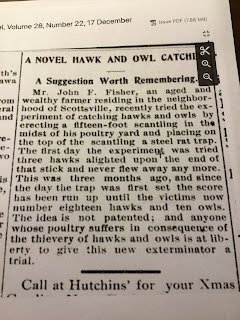 al, Volume 28, Number 22, 17 December
Issue PDF (7.66 MB)
A NOVEL HAWK AND OWL CATCHE
A Suggestion Worth Remembering.
Mr. John F. Fisher, an aged and
wealthy farmer residing in the neighbor-
hood of Scottsville, recently tried the ex-
periment of catching hawks and owls by
erecting a fifteen-foot scantling in the
midst of his poultry yard and placing on
the top of the scantling a steel rat trap.
The first day the experiment was tried
three hawks alighted upon the end of
that stick and never flew away any more.
This was three months ago, and since
the day the trap was first set the score
has been run up until the victims now
number eighteen hawks and ten owls.
The idea is not patented; and anyone
whose poultry suffers in consequence of
the thievery of hawks and owls is at lib-
erty to give this new exterminator a
trial.
Call at Hutchins' for your Xmas